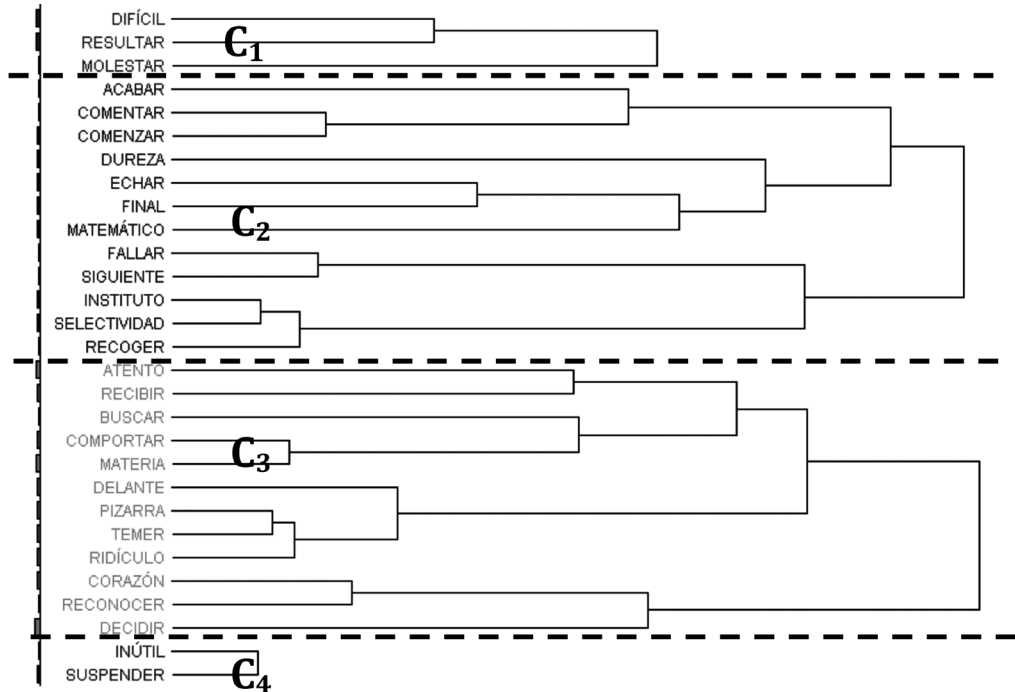 DIFÍCIL
RESULTAR
C1
MOLESTAR
ACABAR
COMENTAR
COMENZAR
DUREZA
ECHAR
FINAL
C2
MATEMÁTICO
FALLAR
SIGUIENTE
INSTITUTO
SELECTIVIDAD
RECOGER
ATENTO
RECIBIR
BUSCAR
COMPORTAR
C3
MATERIA
DELANTE
PIZARRA
TEMER
RIDÍCULO
CORAZÓN
RECONOCER
DECIDIR
INÚTIL
SUSPENDER
C4